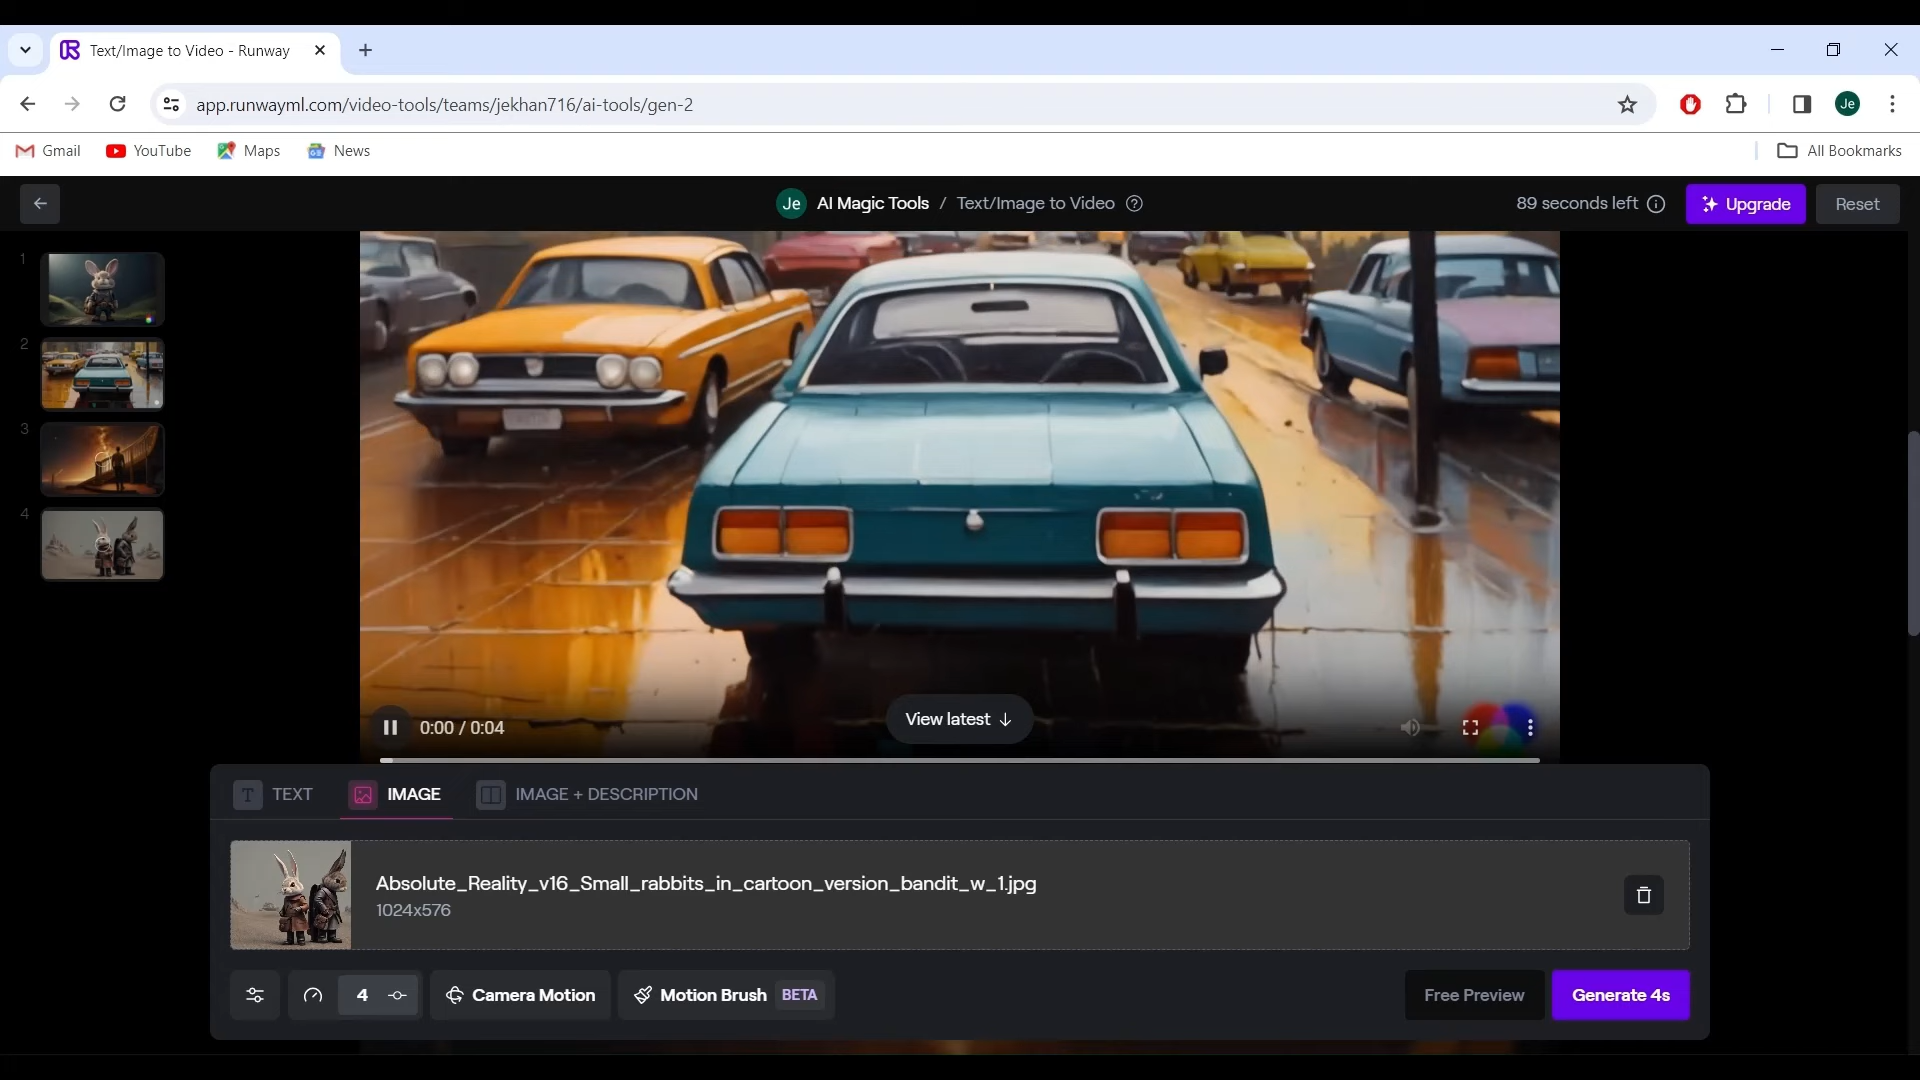 Text/Image to Video - Runway
app.runwayml.com/video-tools/teams/jekhan716/ai-tools/gen-2
Je
Gmail
YouTube
Maps
News
All Bookmarks
Je
AI Magic Tools / Text/Image to Video
89 seconds left
Upgrade
Reset
1
2
3
4
View latest ↓
0:00 / 0:04
T TEXT
IMAGE
IMAGE + DESCRIPTION
Absolute_Reality_v16_Small_rabbits_in_cartoon_version_bandit_w_1.jpg
1024x576
4
Camera Motion
Motion Brush BETA
Free Preview
Generate 4s